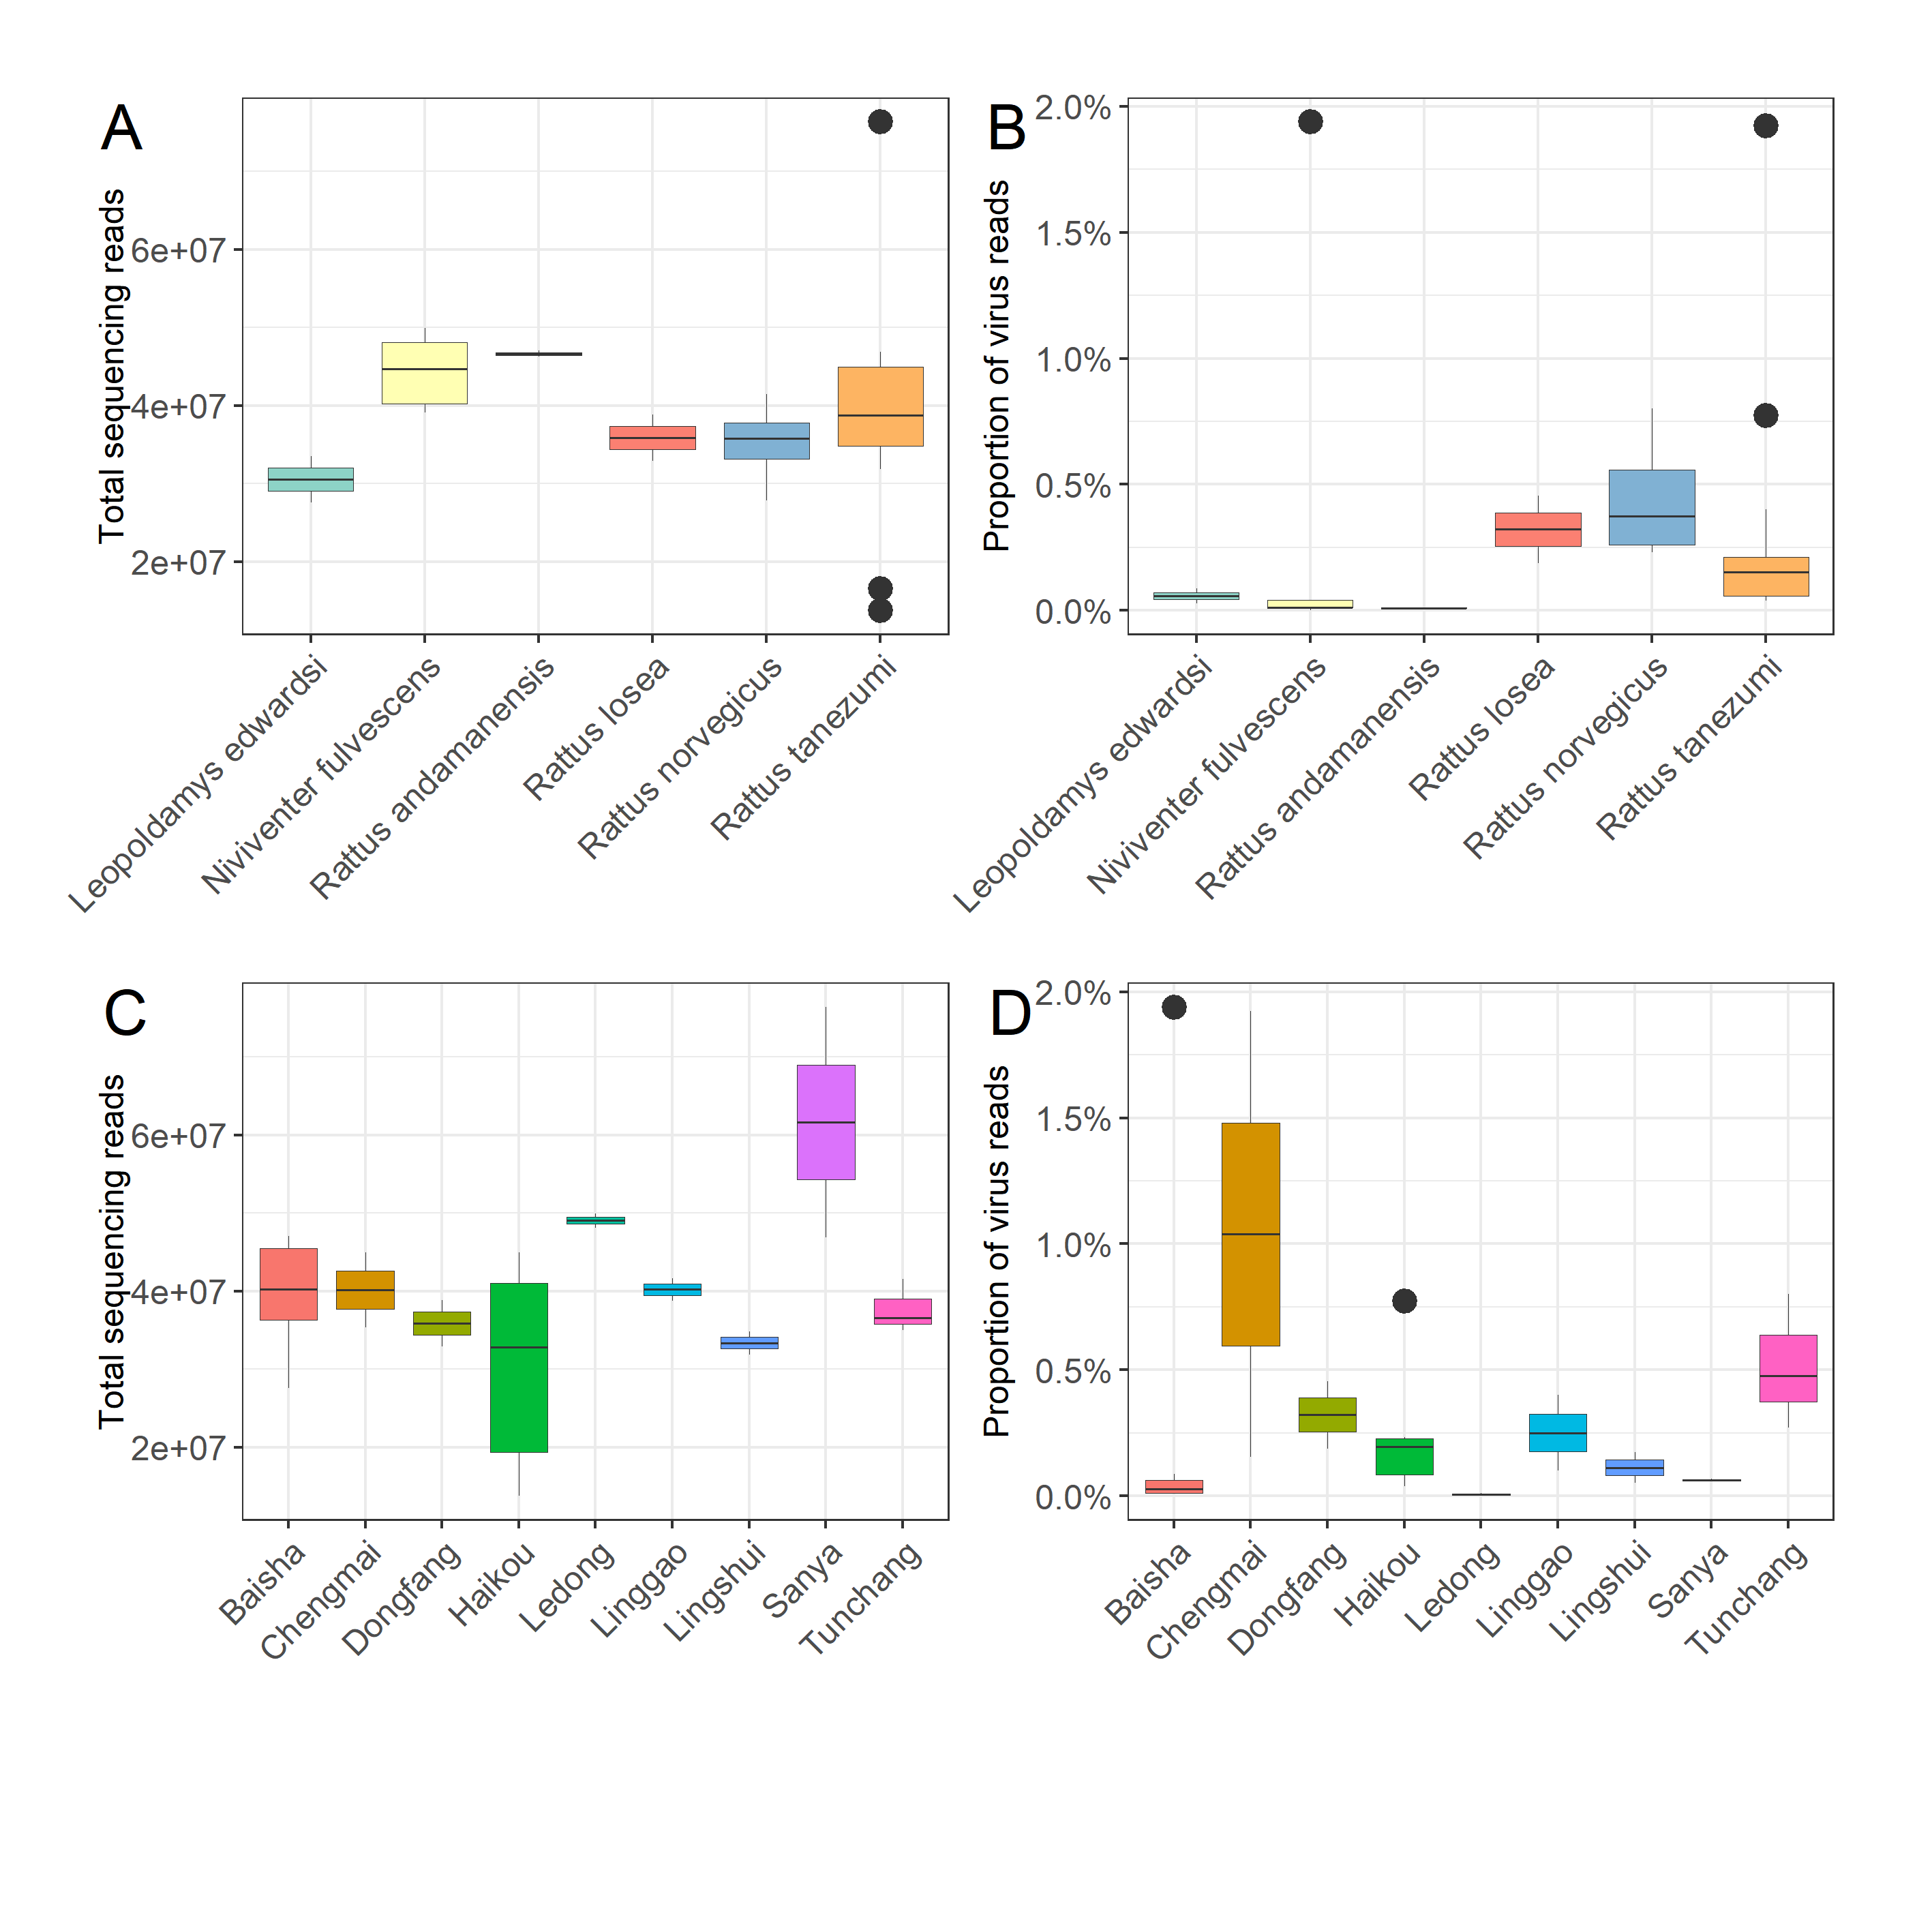 A
Total sequencing reads
6e+07
4e+07
2e+07
Leopoldamys edwardsi
Niviventer fulvescens
Rattus andamanensis
Rattus losea
Rattus norvegicus
Rattus tanezumi
B
Proportion of virus reads
2.0%
1.5%
1.0%
0.5%
0.0%
Leopoldamys edwardsi
Niviventer fulvescens
Rattus andamanensis
Rattus losea
Rattus norvegicus
Rattus tanezumi
C
Total sequencing reads
6e+07
4e+07
2e+07
Baisha
Chengmai
Dongfang
Haikou
Ledong
Linggao
Lingshui
Sanya
Tunchang
D
Proportion of virus reads
2.0%
1.5%
1.0%
0.5%
0.0%
Baisha
Chengmai
Dongfang
Haikou
Ledong
Linggao
Lingshui
Sanya
Tunchang